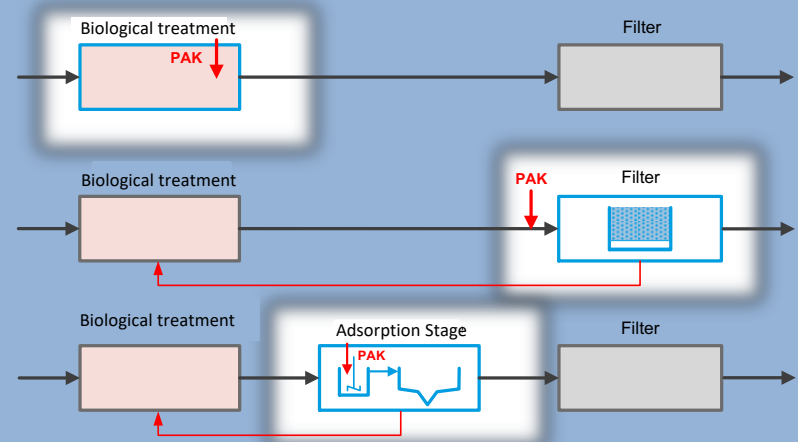 Biological treatment
Filter
PAK
Biological treatment
PAK
Filter
Biological treatment
Adsorption Stage
Filter
PAK